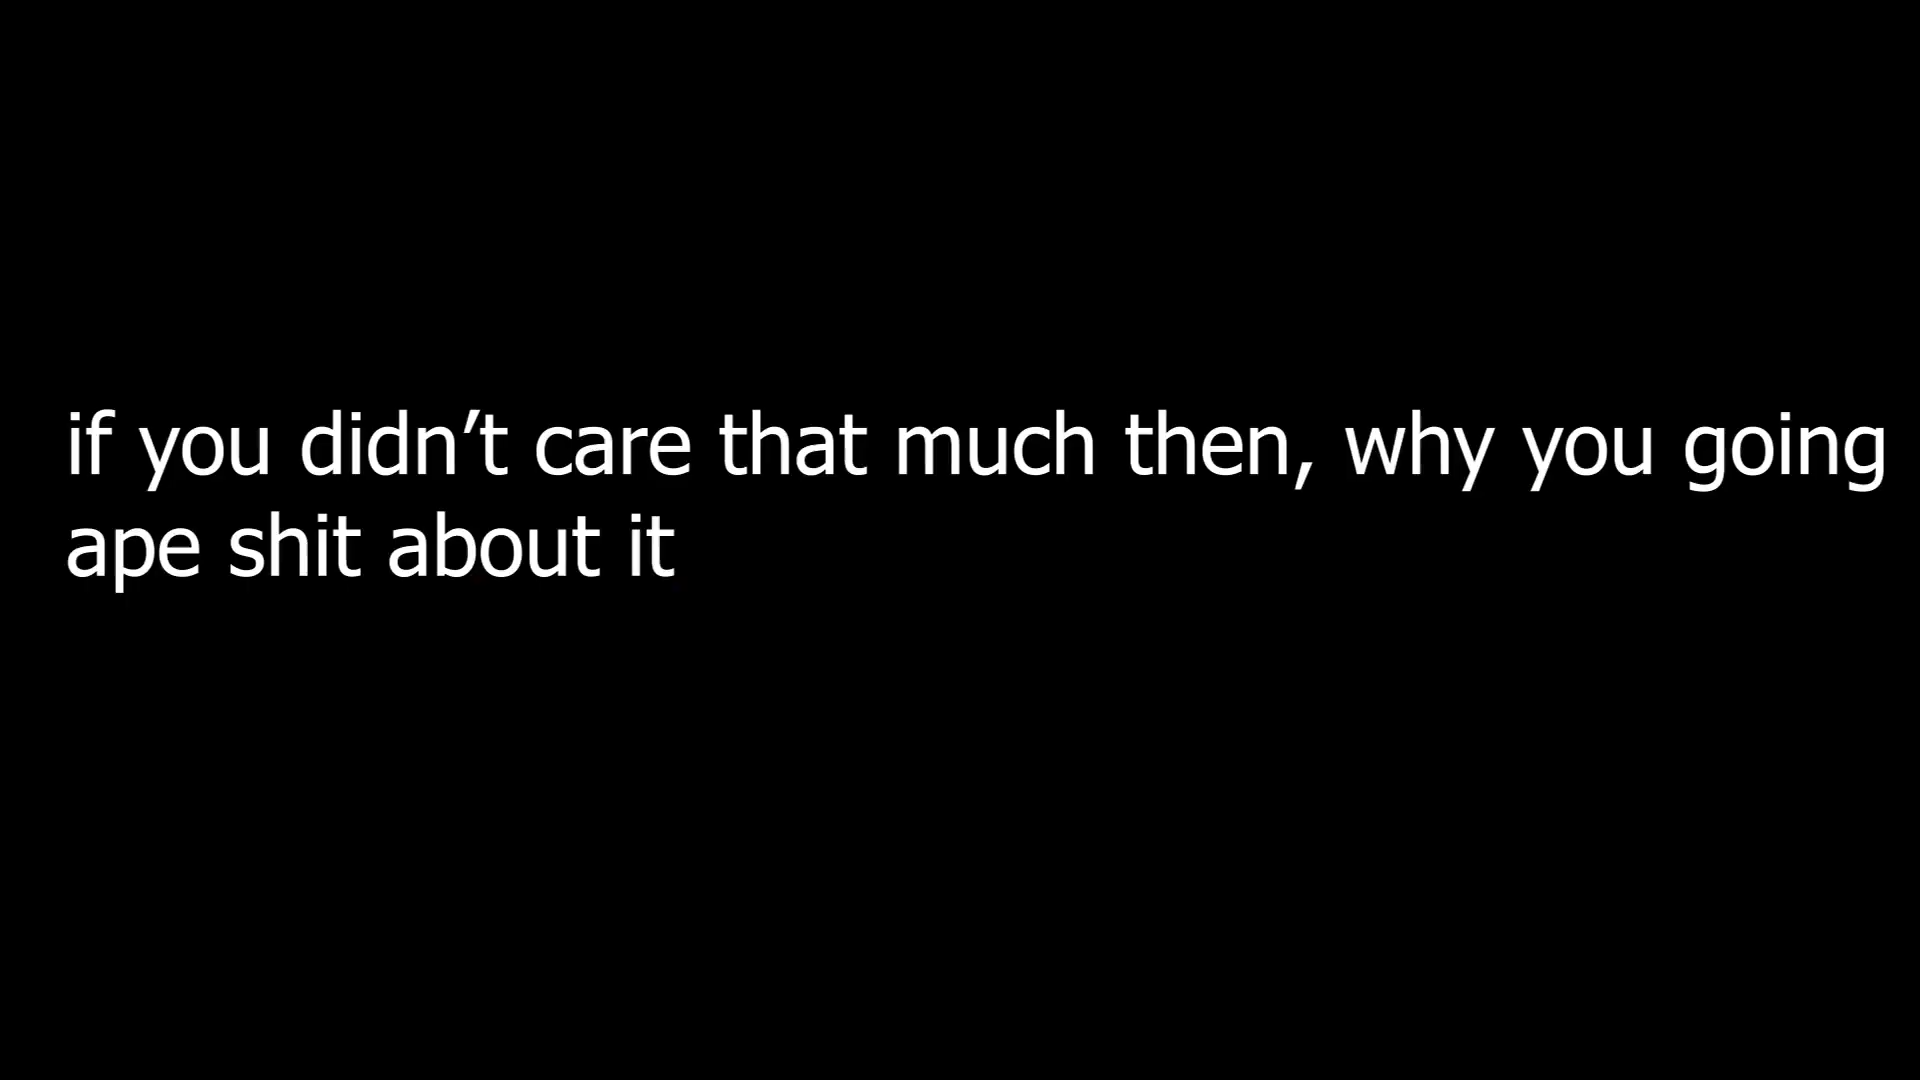 if you didn’t care that much then, why you going
ape shit about it